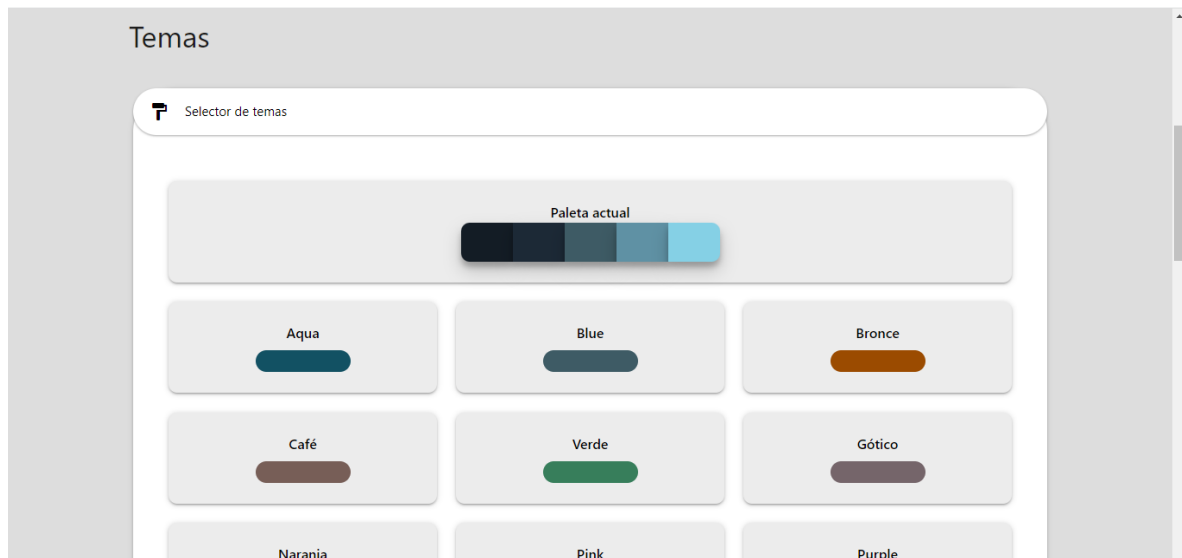 Temas
Selector de temas
Paleta actual
Aqua
Blue
Bronce
Café
Verde
Gótico
Naranja
Pink
Purple